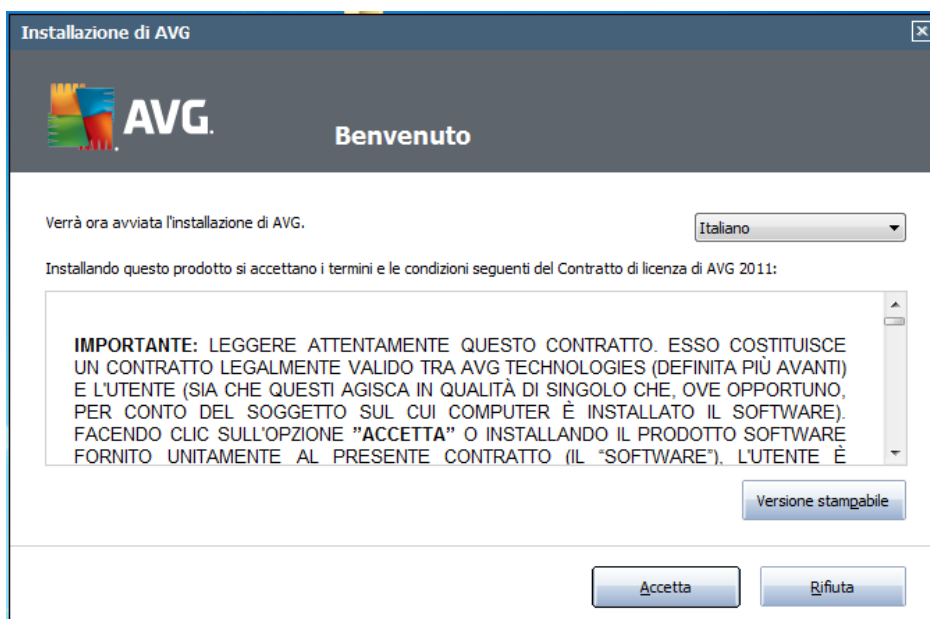 Installazione di AVG
AVG.
Benvenuto
Verrà ora avviata l'installazione di AVG.
Italiano
Installando questo prodotto si accettano i termini e le condizioni seguenti del Contratto di licenza di AVG 2011:
IMPORTANTE: LEGGERE ATTENTAMENTE QUESTO CONTRATTO. ESSO COSTITUISCE
UN CONTRATTO LEGALMENTE VALIDO TRA AVG TECHNOLOGIES (DEFINITA PIÙ AVANTI)
E L'UTENTE (SIA CHE QUESTI AGISCA IN QUALITÀ DI SINGOLO CHE, OVE OPPORTUNO,
PER CONTO DEL SOGGETTO SUL CUI COMPUTER È INSTALLATO IL SOFTWARE).
FACENDO CLIC SULL'OPZIONE ”ACCETTA” O INSTALLANDO IL PRODOTTO SOFTWARE
FORNITO UNITAMENTE AL PRESENTE CONTRATTO (IL “SOFTWARE”), L'UTENTE È
Versione stampabile
Accetta
Rifiuta